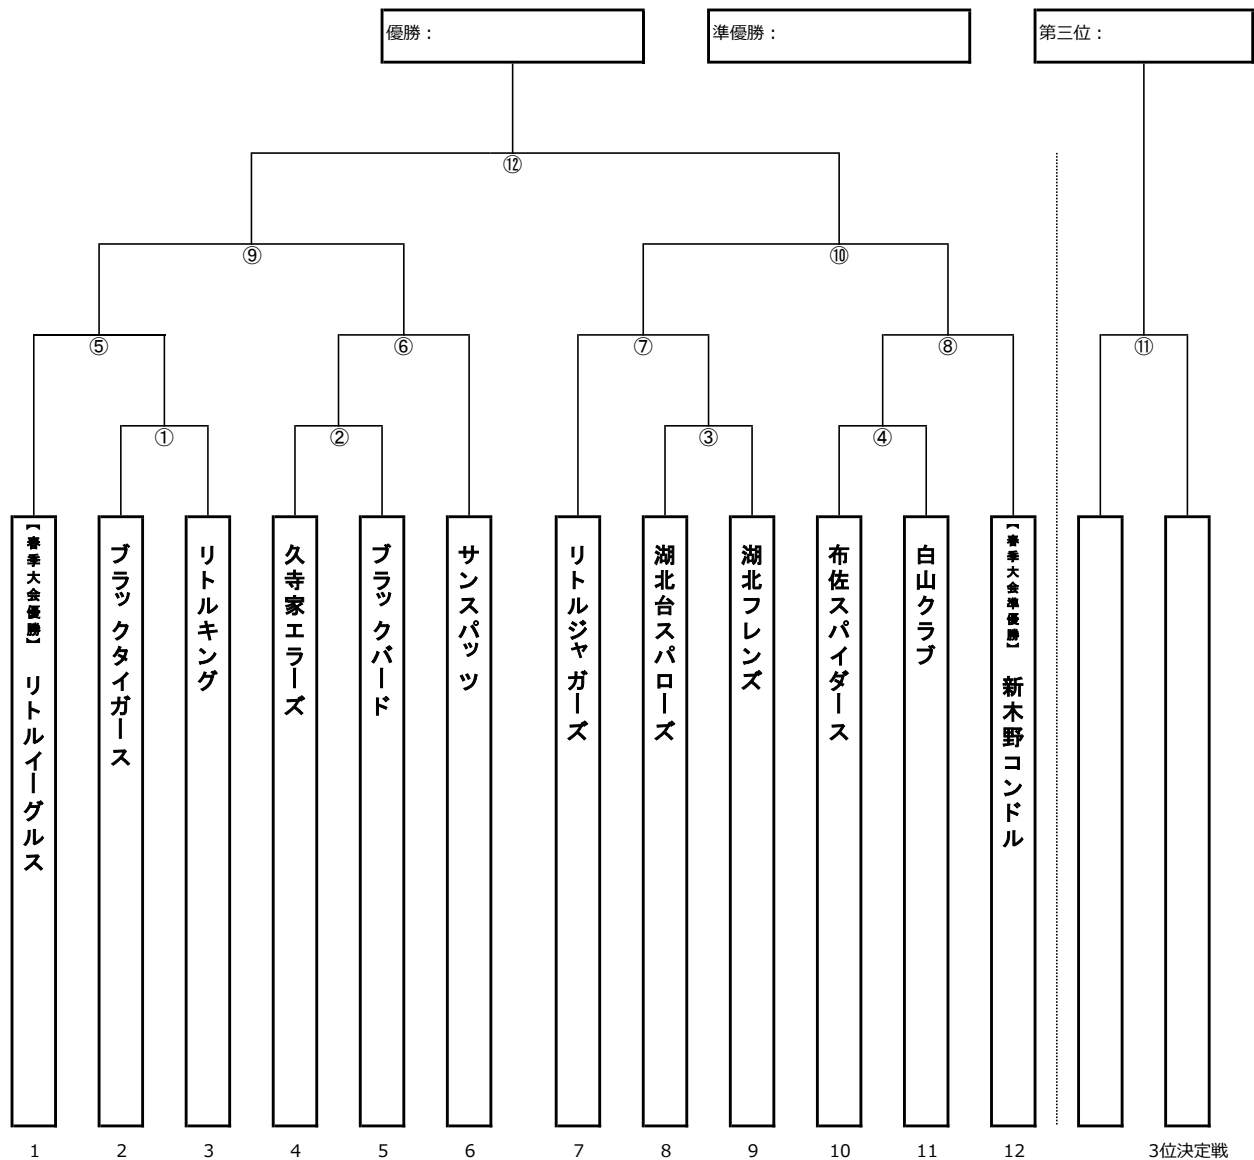 優勝：
準優勝：
第三位：
⑫
⑨
⑩
⑤
⑥
⑦
⑧
⑪
①
②
③
④
【春季大会優勝】 リトルイーグルス
ブラックタイガース
リトルキング
久寺家エラーズ
ブラックバード
サンスパッツ
リトルジャガーズ
湖北台スパローズ
湖北フレンズ
布佐スパイダース
白山クラブ
【春季大会準優勝】 新木野コンドル
1
2
3
4
5
6
7
8
9
10
11
12
3位決定戦